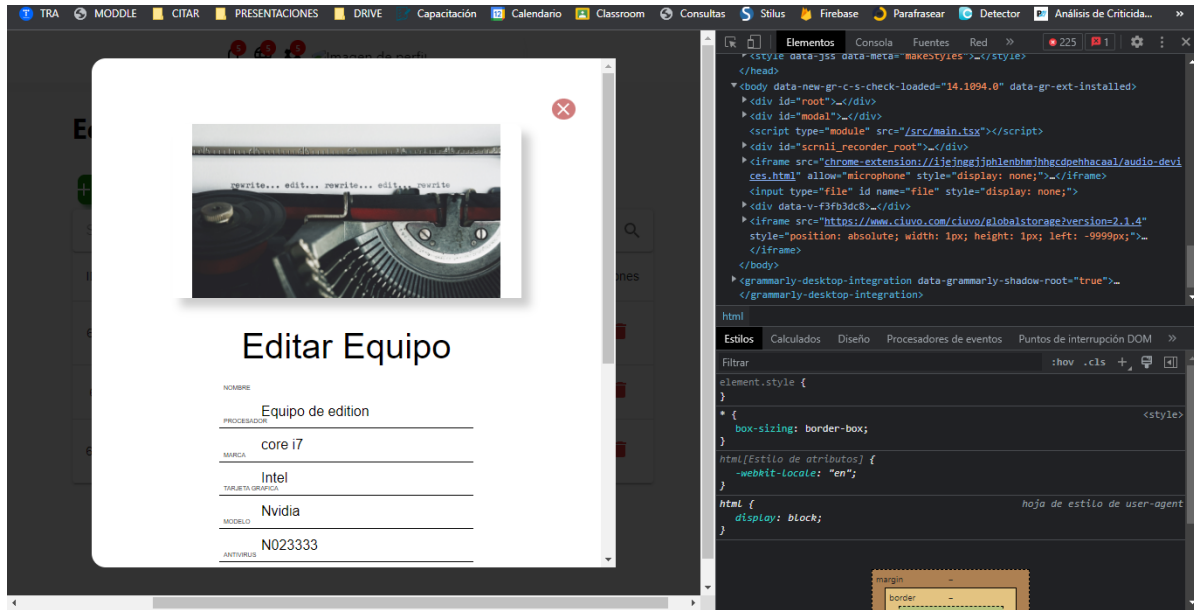 TRA MODDLE CITAR PRESENTACIONES DRIVE Capacitación Calendario Classroom Consultas Stilus Firebase Parafrasear Detector Análisis de Criticida... »
5 5 5 Imagen de perfil
rewrite... edit... rewrite... edit... rewrite
Editar Equipo
NOMBRE
Equipo de edition
PROCESADOR
core i7
MARCA
Intel
TARJETA GRAFICA
Nvidia
MODELO
N023333
ANTIVIRUS
nes
Elementos Consola Fuentes Red » 225 1
<style data-jss data-meta="makeStyles">…</style>
</head>
<body data-new-gr-c-s-check-loaded="14.1094.0" data-gr-ext-installed>
<div id="root">…</div>
<div id="modal">…</div>
<script type="module" src="/src/main.tsx"></script>
<div id="scrnli_recorder_root">…</div>
<iframe src="chrome-extension://ijejnggjjphlenbhmjhhgcdpehhacaal/audio-devi
ces.html" allow="microphone" style="display: none;">…</iframe>
<input type="file" id name="file" style="display: none;">
<div data-v-f3fb3dc8>…</div>
<iframe src="https://www.ciuvo.com/ciuvo/globalstorage?version=2.1.4"
style="position: absolute; width: 1px; height: 1px; left: -9999px;">…
</iframe>
</body>
<grammarly-desktop-integration data-grammarly-shadow-root="true">…
</grammarly-desktop-integration>
html
Estilos Calculados Diseño Procesadores de eventos Puntos de interrupción DOM »
Filtrar :hov .cls +
element.style {
}
* { <style>
box-sizing: border-box;
}
html[Estilo de atributos] {
-webkit-locale: "en";
}
html { hoja de estilo de user-agent
display: block;
}
margin –
border –